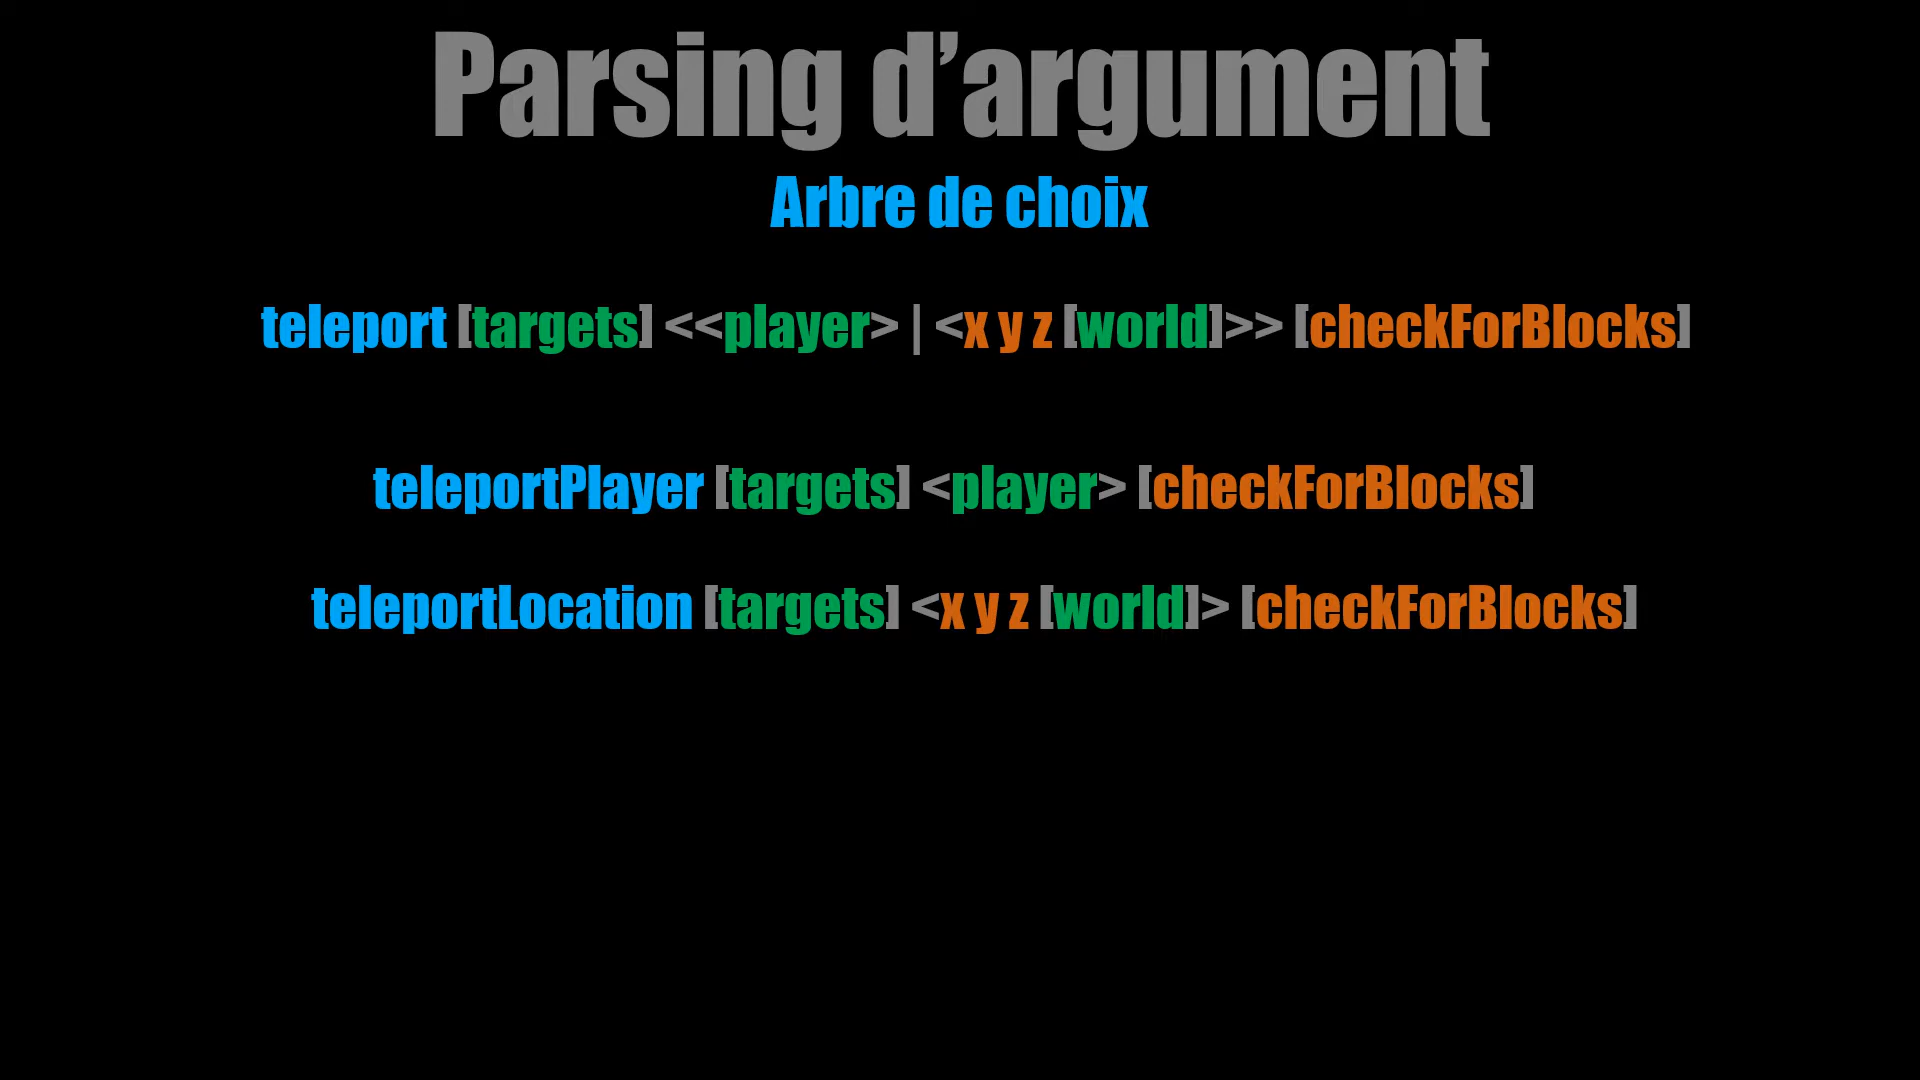 Parsing d’argument
Arbre de choix
teleport [targets] <<player> | <x y z [world]>> [checkForBlocks]
teleportPlayer [targets] <player> [checkForBlocks]
teleportLocation [targets] <x y z [world]> [checkForBlocks]